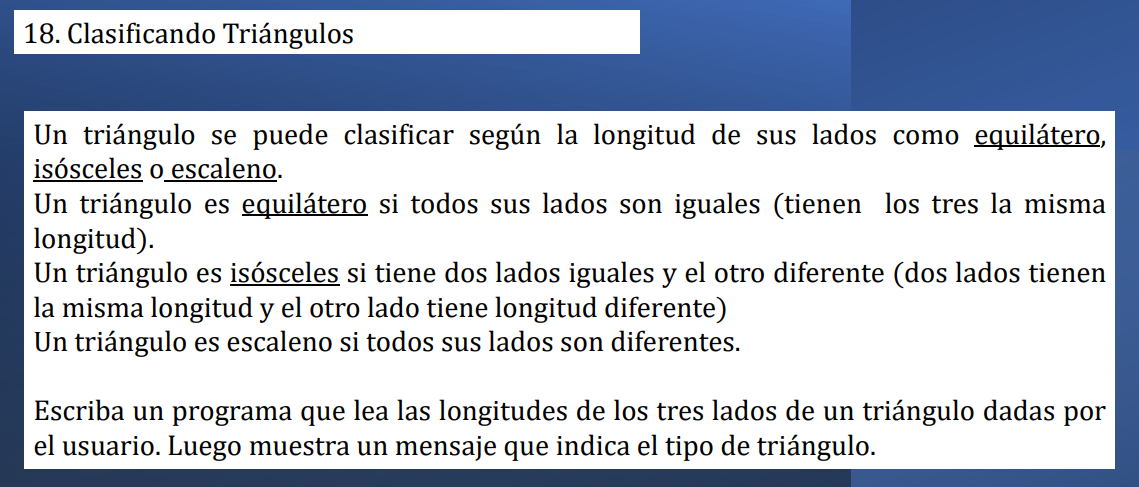 18. Clasificando Triángulos
Un triángulo se puede clasificar según la longitud de sus lados como equilátero,
isósceles o escaleno.
Un triángulo es equilátero si todos sus lados son iguales (tienen los tres la misma
longitud).
Un triángulo es isósceles si tiene dos lados iguales y el otro diferente (dos lados tienen
la misma longitud y el otro lado tiene longitud diferente)
Un triángulo es escaleno si todos sus lados son diferentes.
Escriba un programa que lea las longitudes de los tres lados de un triángulo dadas por
el usuario. Luego muestra un mensaje que indica el tipo de triángulo.